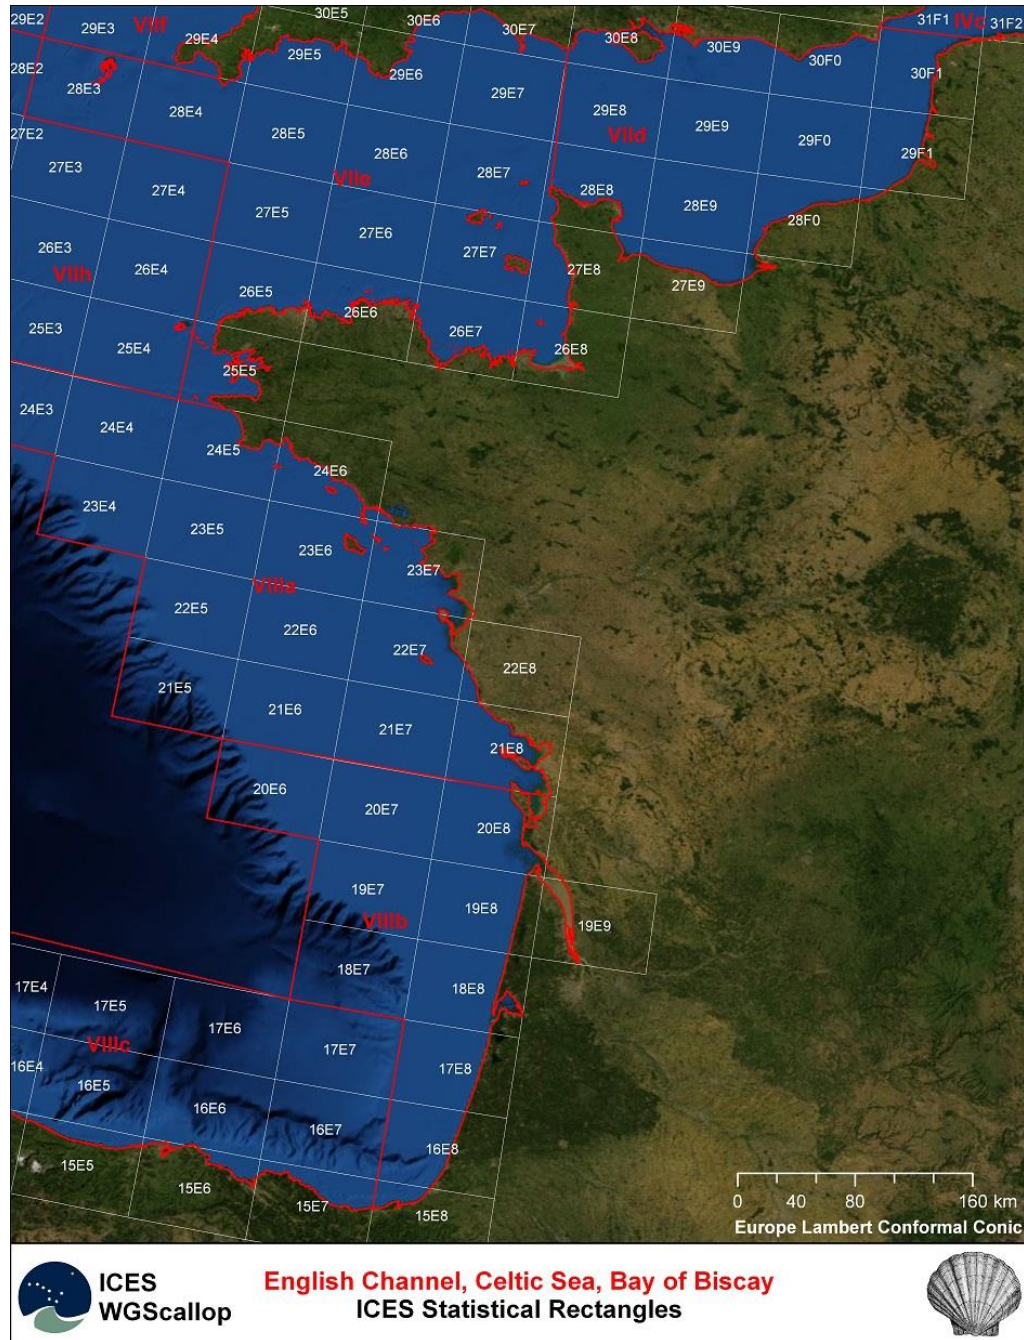 29E2
29E3
VIIf
29E4
30E5
30E6
30E7
30E8
30E9
31F1
IVc
31F2
28E2
28E3
29E5
29E6
30F0
30F1
28E4
29E7
29E8
VIId
29E9
29F0
29F1
27E2
27E3
28E5
28E6
28E7
28E8
28E9
28F0
27E4
VIIe
27E5
27E6
27E7
27E8
27E9
26E3
VIIh
26E4
26E5
26E6
26E7
26E8
25E3
25E4
25E5
24E3
24E4
24E5
24E6
23E4
23E5
23E6
23E7
VIIIa
22E5
22E6
22E7
22E8
21E5
21E6
21E7
21E8
20E6
20E7
20E8
19E7
19E8
19E9
VIIIb
18E7
18E8
17E4
17E5
17E6
17E7
17E8
VIIIc
16E4
16E5
16E6
16E7
16E8
15E5
15E6
15E7
15E8
0 40 80 160 km
Europe Lambert Conformal Conic
ICES
WGScallop
English Channel, Celtic Sea, Bay of Biscay
ICES Statistical Rectangles